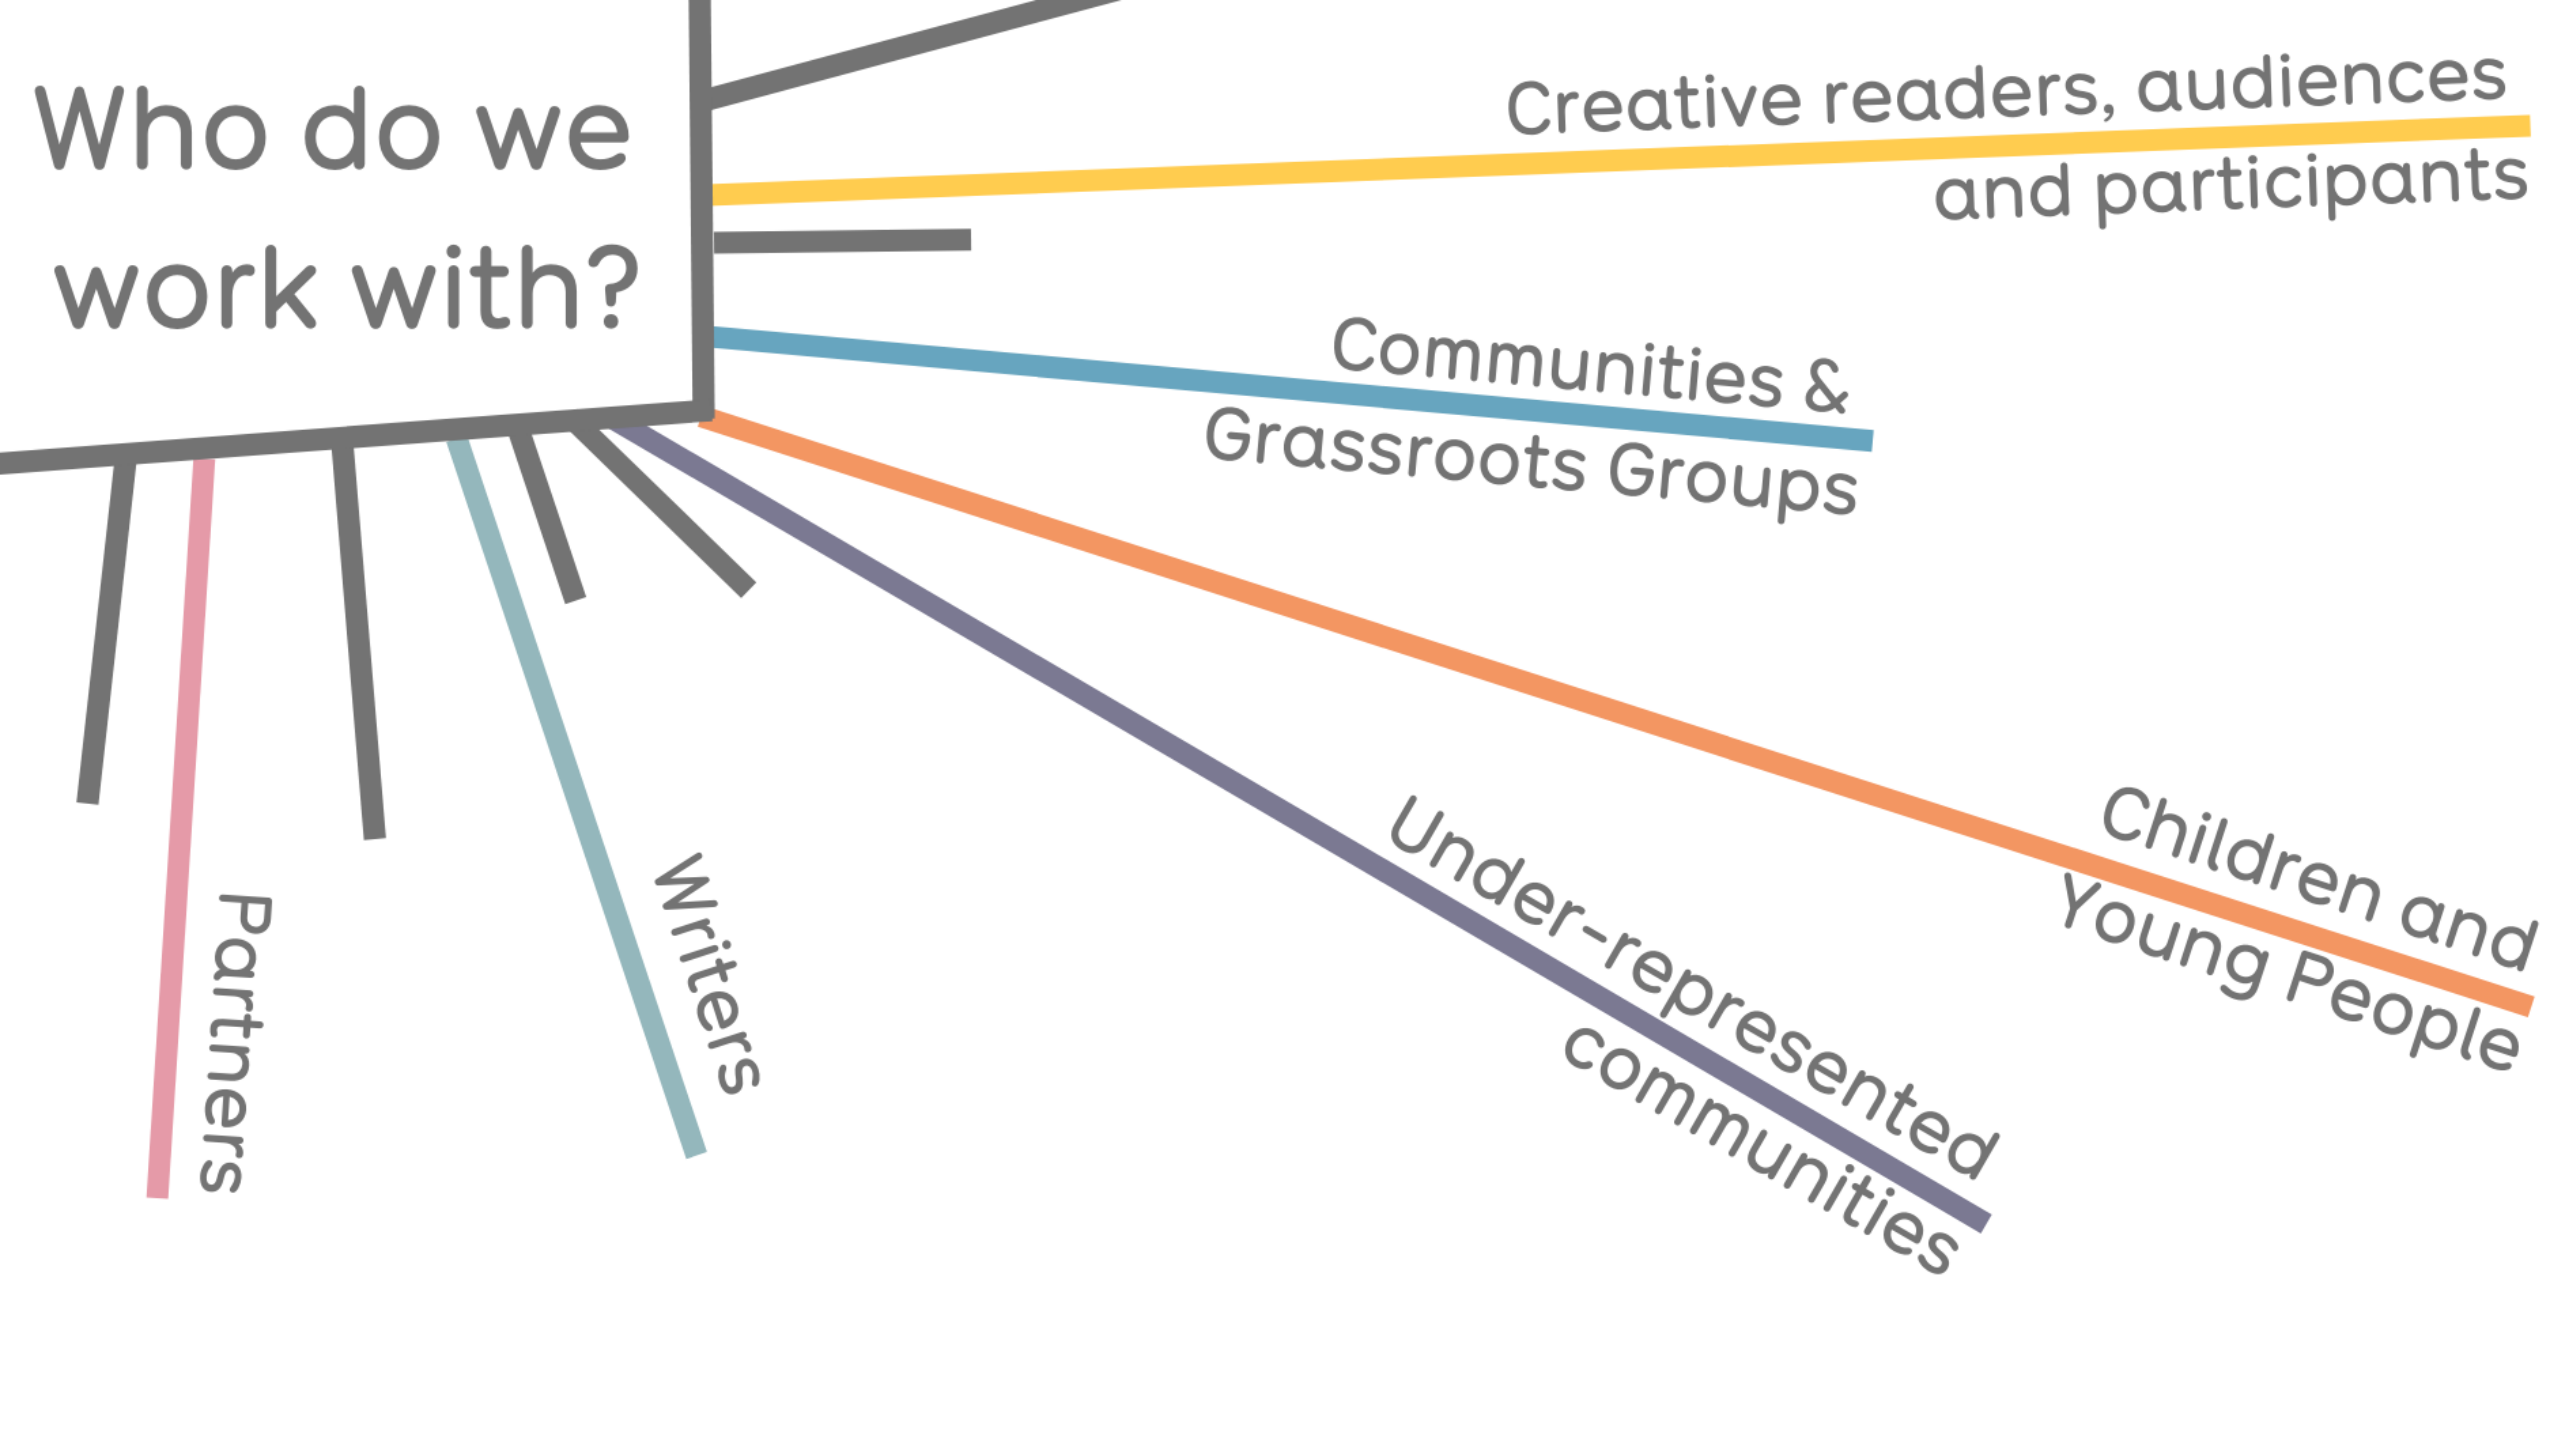 Who do we
work with?
Creative readers, audiences
and participants
Communities &
Grassroots Groups
Children and
Young People
Under-represented
communities
Writers
Partners